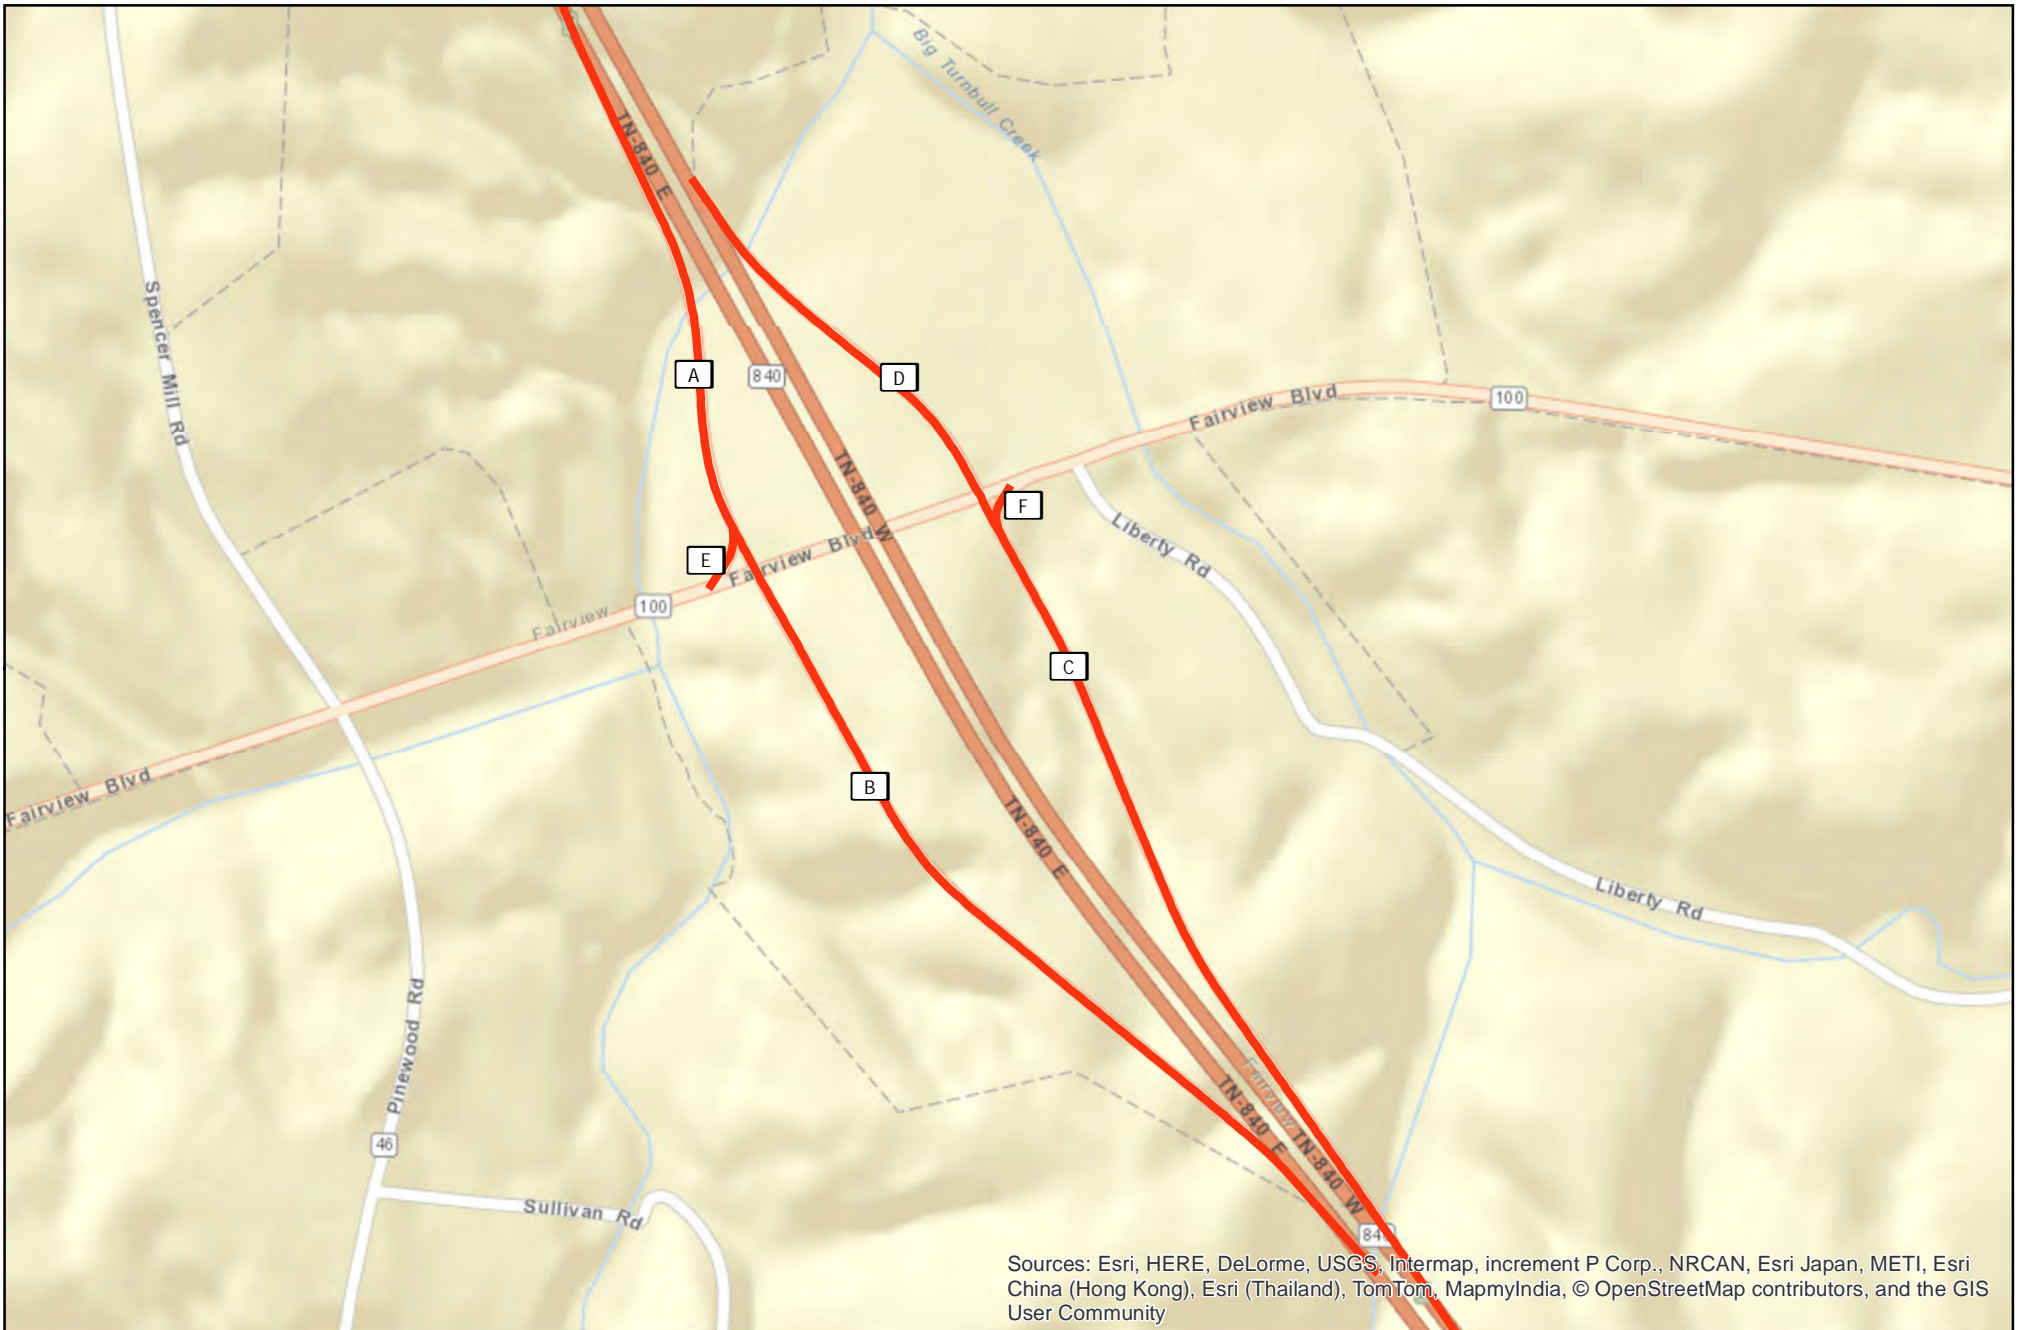 Big Turnbull Creek
TN-840 E
Spencer Mill Rd
A
840
D
Fairview Blvd
100
TN-840 W
F
Liberty Rd
E
Fairview Blvd
100
Fairview
C
Fairview Blvd
B
TN-840 E
Liberty Rd
Pinewood Rd
46
Fairview
TN-840 E
TN-840 W
Sullivan Rd
84
Sources: Esri, HERE, DeLorme, USGS, Intermap, increment P Corp., NRCAN, Esri Japan, METI, Esri
China (Hong Kong), Esri (Thailand), TomTom, MapmyIndia, © OpenStreetMap contributors, and the GIS
User Community